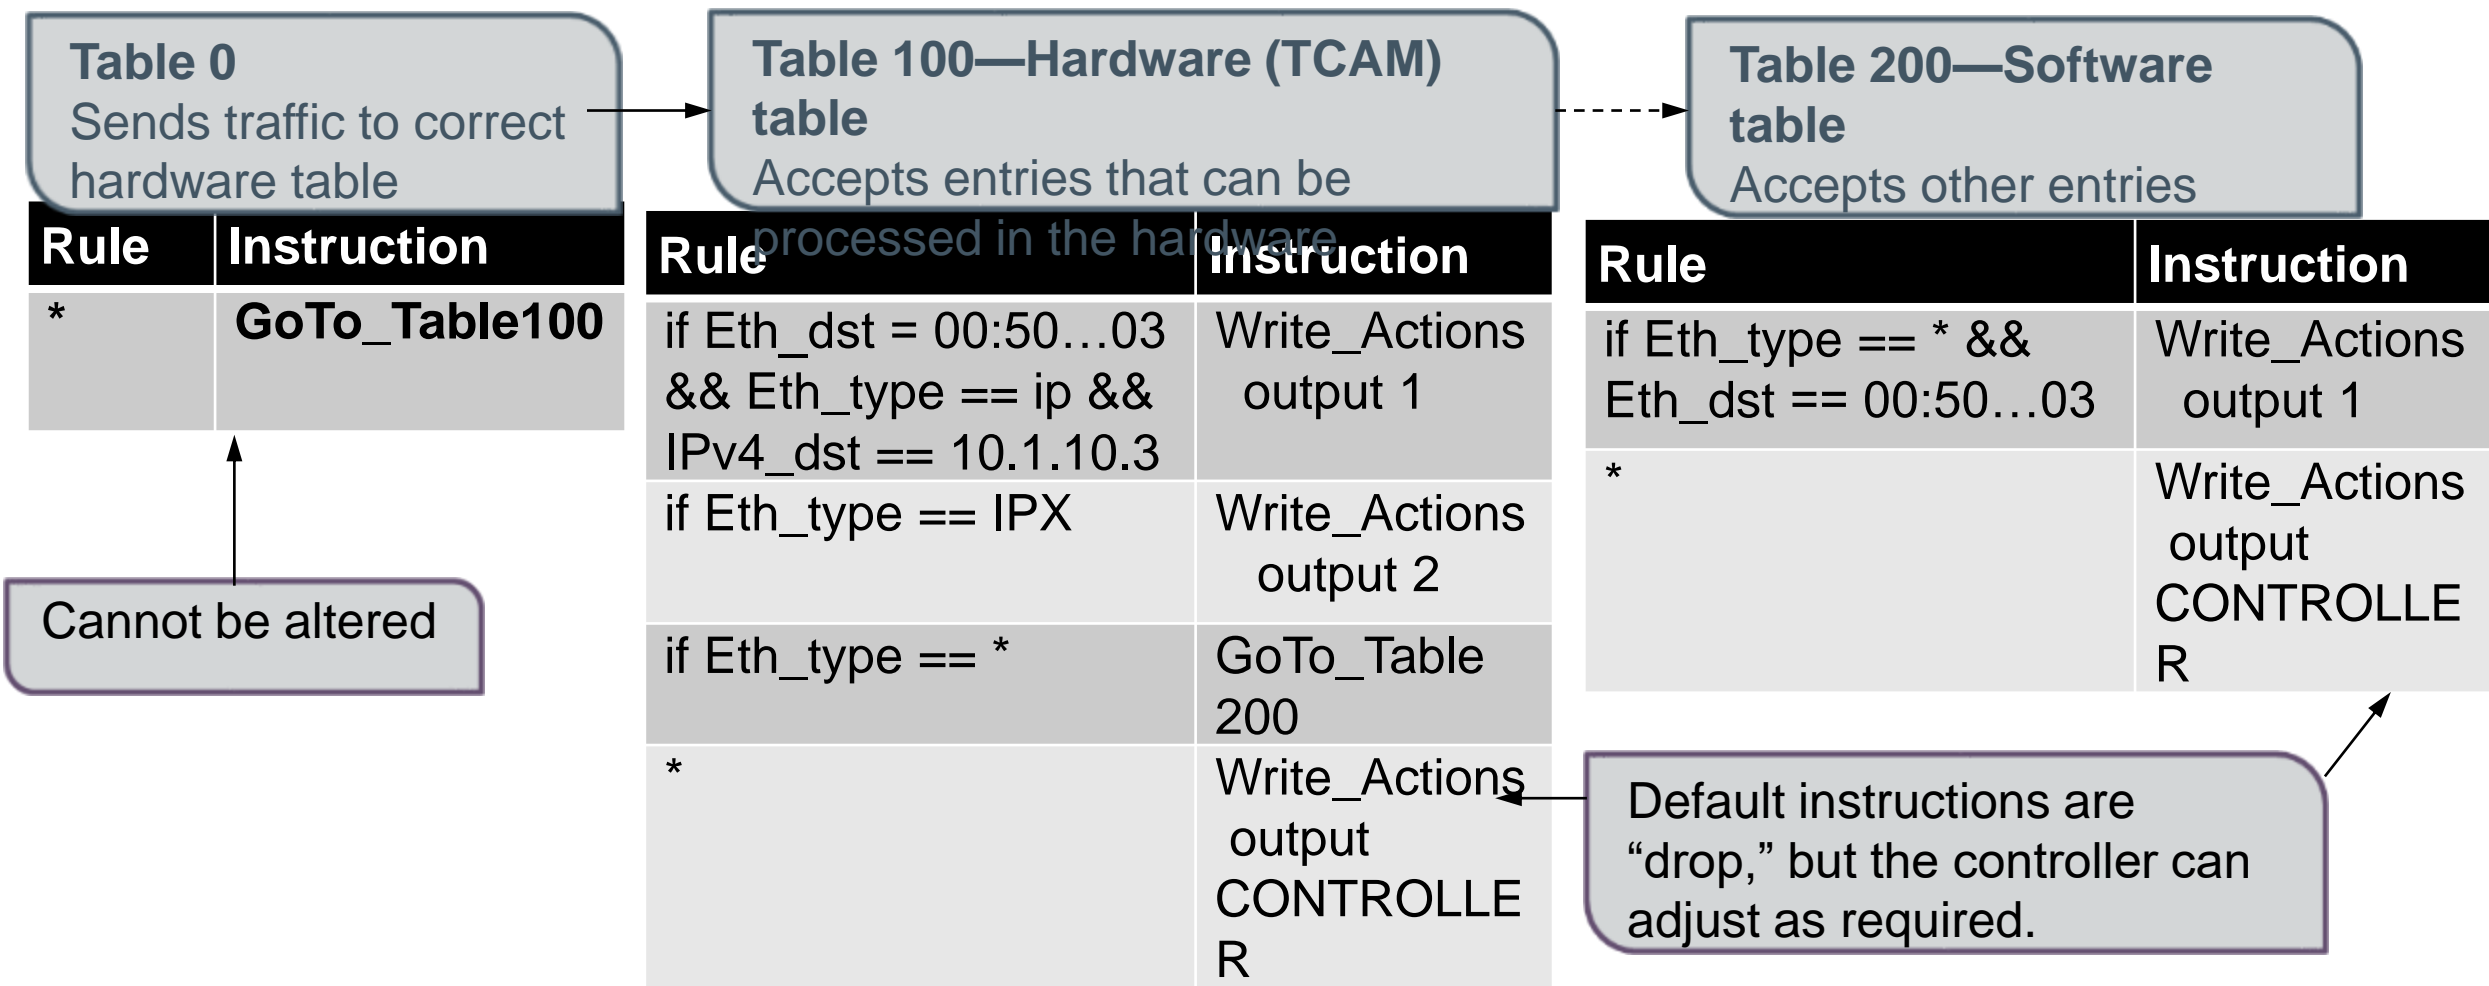 Table 0
Sends traffic to correct
hardware table
Table 100—Hardware (TCAM)
table
Accepts entries that can be
processed in the hardware
Table 200—Software
table
Accepts other entries
Rule Instruction
* GoTo_Table100
Cannot be altered
Rule Instruction
if Eth_dst = 00:50…03 Write_Actions
&& Eth_type == ip && output 1
IPv4_dst == 10.1.10.3
if Eth_type == IPX Write_Actions
output 2
if Eth_type == * GoTo_Table
200
* Write_Actions
output
CONTROLLE
R
Rule Instruction
if Eth_type == * && Write_Actions
Eth_dst == 00:50…03 output 1
* Write_Actions
output
CONTROLLE
R
Default instructions are
“drop,” but the controller can
adjust as required.